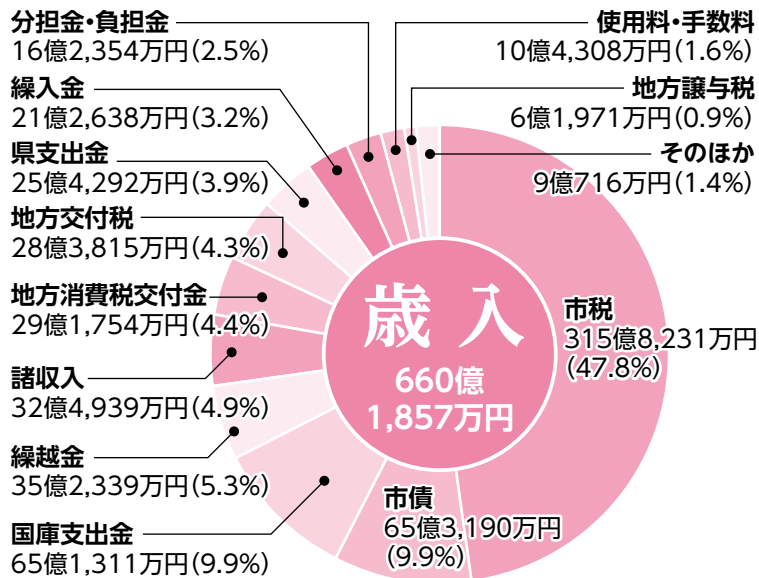 分担金・負担金
16億2,354万円(2.5%)
繰入金
21億2,638万円(3.2%)
県支出金
25億4,292万円(3.9%)
地方交付税
28億3,815万円(4.3%)
地方消費税交付金
29億1,754万円(4.4%)
諸収入
32億4,939万円(4.9%)
繰越金
35億2,339万円(5.3%)
国庫支出金
65億1,311万円(9.9%)
使用料・手数料
10億4,308万円(1.6%)
地方譲与税
6億1,971万円(0.9%)
そのほか
9億716万円(1.4%)
市税
315億8,231万円
(47.8%)
市債
65億3,190万円
(9.9%)
歳入
660億
1,857万円